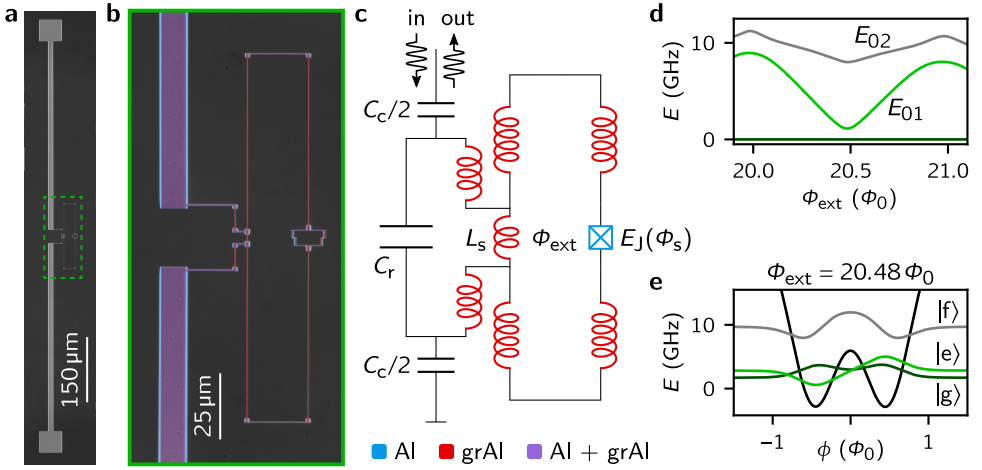 a
150 μm
b
25 μm
c
in out
C_c/2
C_r
L_s
Φ_ext
E_J(Φ_s)
C_c/2
Al
grAl
Al + grAl
d
E (GHz)
10
0
E_02
E_01
20.0 20.5 21.0
Φ_ext (Φ_0)
e
Φ_ext = 20.48 Φ_0
E (GHz)
10
0
|f⟩
|e⟩
|g⟩
−1 0 1
ϕ (Φ_0)